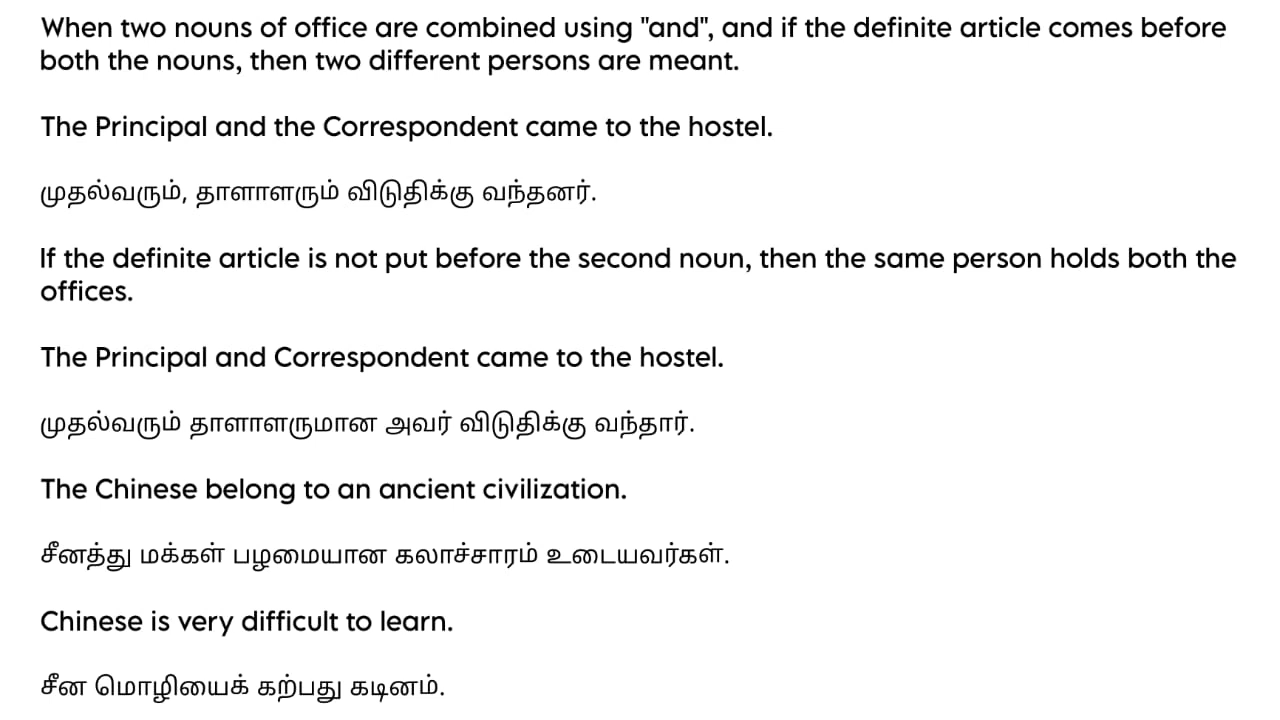 When two nouns of office are combined using "and", and if the definite article comes before
both the nouns, then two different persons are meant.
The Principal and the Correspondent came to the hostel.
முதல்வரும், தாளாளரும் விடுதிக்கு வந்தனர்.
If the definite article is not put before the second noun, then the same person holds both the
offices.
The Principal and Correspondent came to the hostel.
முதல்வரும் தாளாளருமான அவர் விடுதிக்கு வந்தார்.
The Chinese belong to an ancient civilization.
சீனத்து மக்கள் பழமையான கலாச்சாரம் உடையவர்கள்.
Chinese is very difficult to learn.
சீன மொழியைக் கற்பது கடினம்.